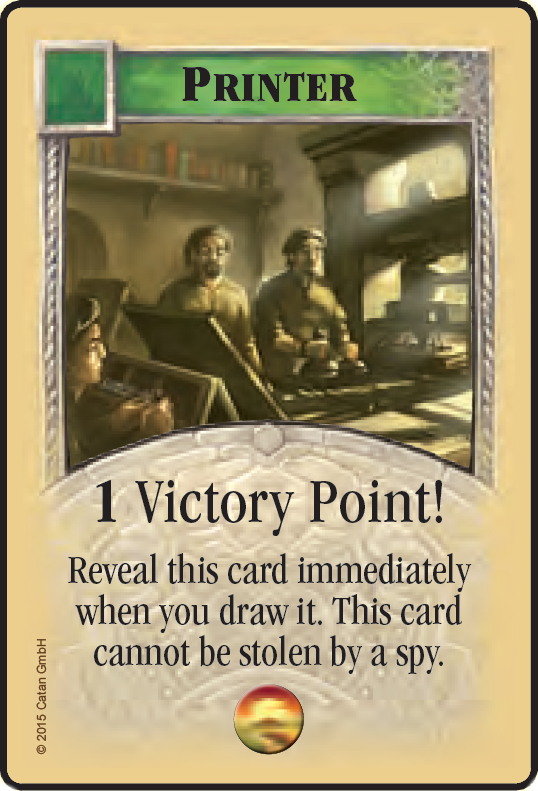 PRINTER
1 Victory Point!
Reveal this card immediately
when you draw it. This card
cannot be stolen by a spy.
© 2015 Catan GmbH